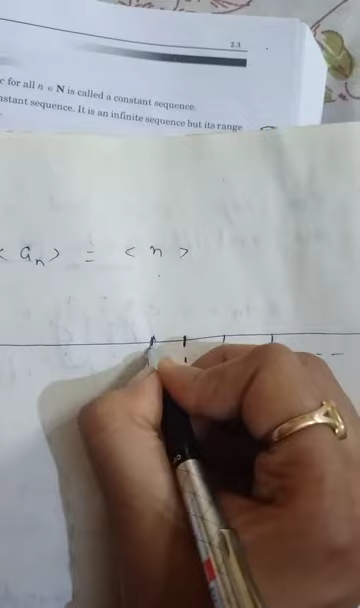 2.3
c for all n ∈ N is called a constant sequence.
nstant sequence. It is an infinite sequence but its range
< aₙ > = < n >